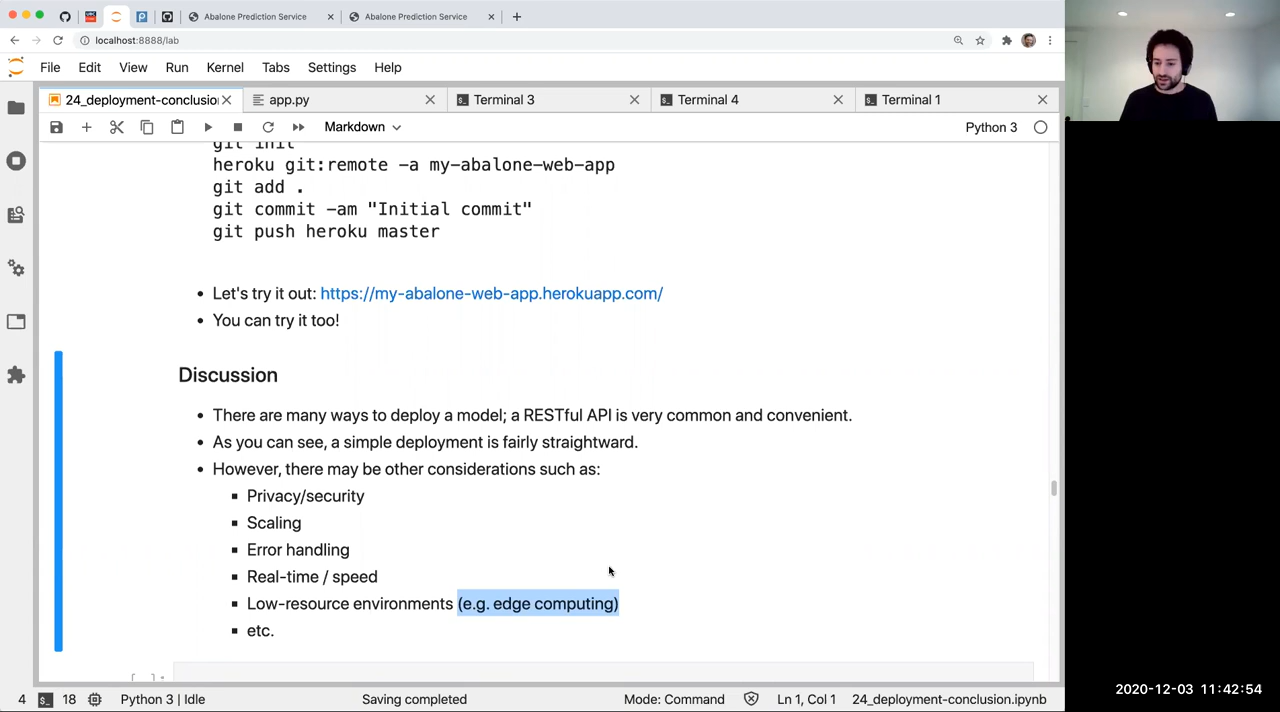 Abalone Prediction Service
Abalone Prediction Service
localhost:8888/lab
File Edit View Run Kernel Tabs Settings Help
24_deployment-conclusion
app.py
Terminal 3
Terminal 4
Terminal 1
Markdown
Python 3
git init
heroku git:remote -a my-abalone-web-app
git add .
git commit -am "Initial commit"
git push heroku master
• Let's try it out: https://my-abalone-web-app.herokuapp.com/
• You can try it too!
Discussion
• There are many ways to deploy a model; a RESTful API is very common and convenient.
• As you can see, a simple deployment is fairly straightward.
• However, there may be other considerations such as:
▪ Privacy/security
▪ Scaling
▪ Error handling
▪ Real-time / speed
▪ Low-resource environments (e.g. edge computing)
▪ etc.
[ ]:
4 18 Python 3 | Idle Saving completed Mode: Command Ln 1, Col 1 24_deployment-conclusion.ipynb
2020-12-03 11:42:54